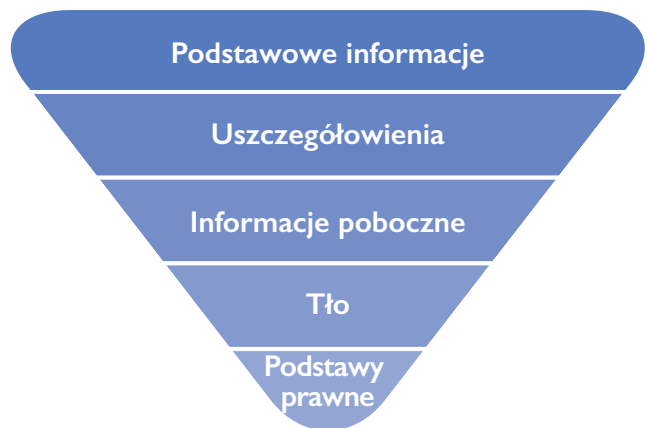 Podstawowe informacje
Uszczegółowienia
Informacje poboczne
Tło
Podstawy
prawne